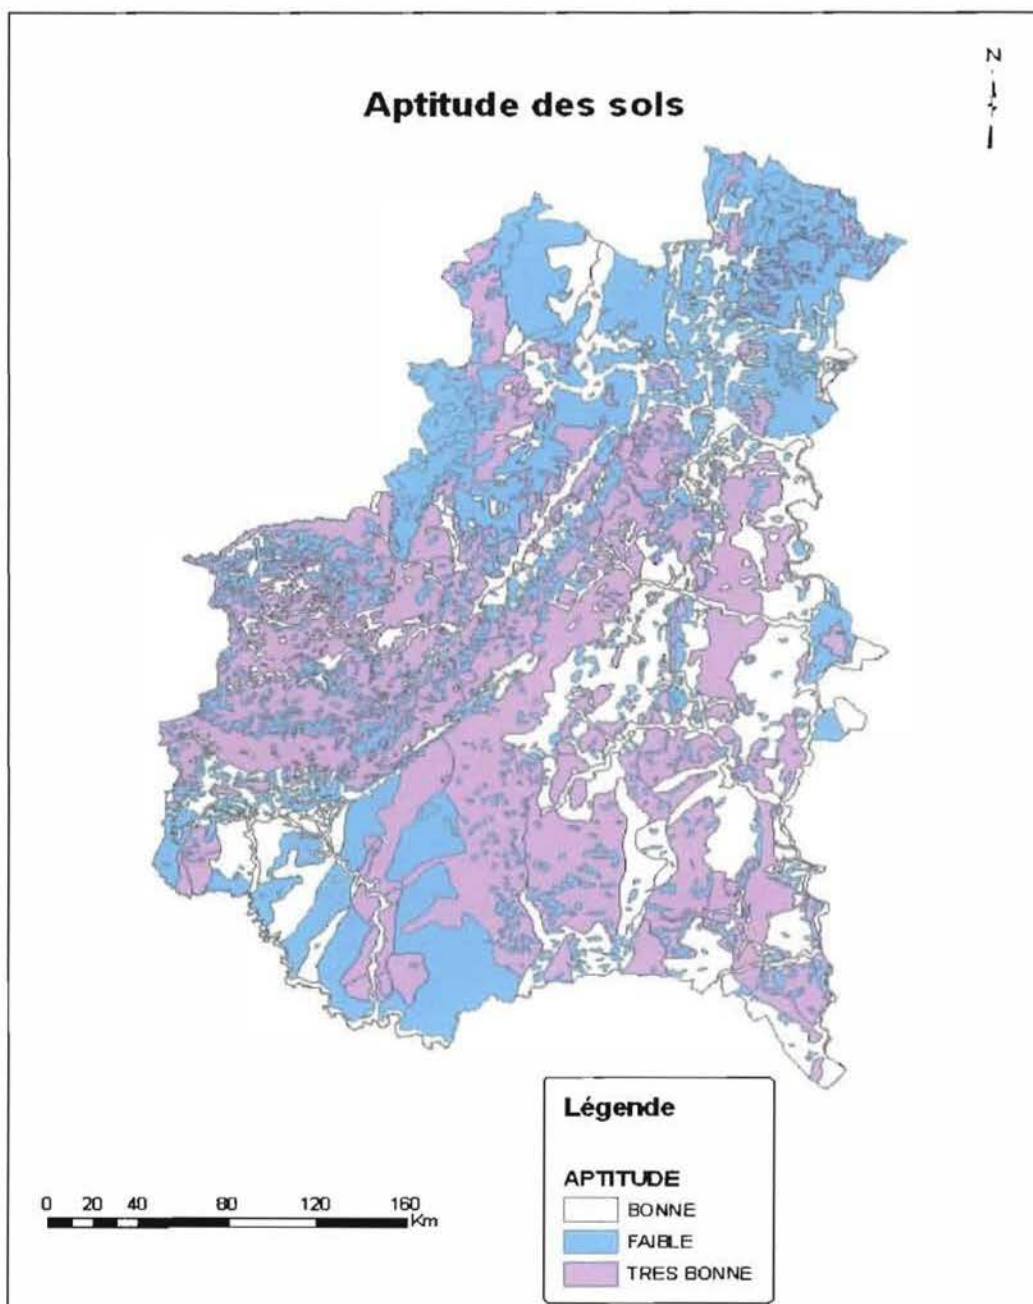 N
Aptitude des sols
Légende
APTITUDE
BONNE
FAIBLE
TRES BONNE
0 20 40 80 120 160
Km